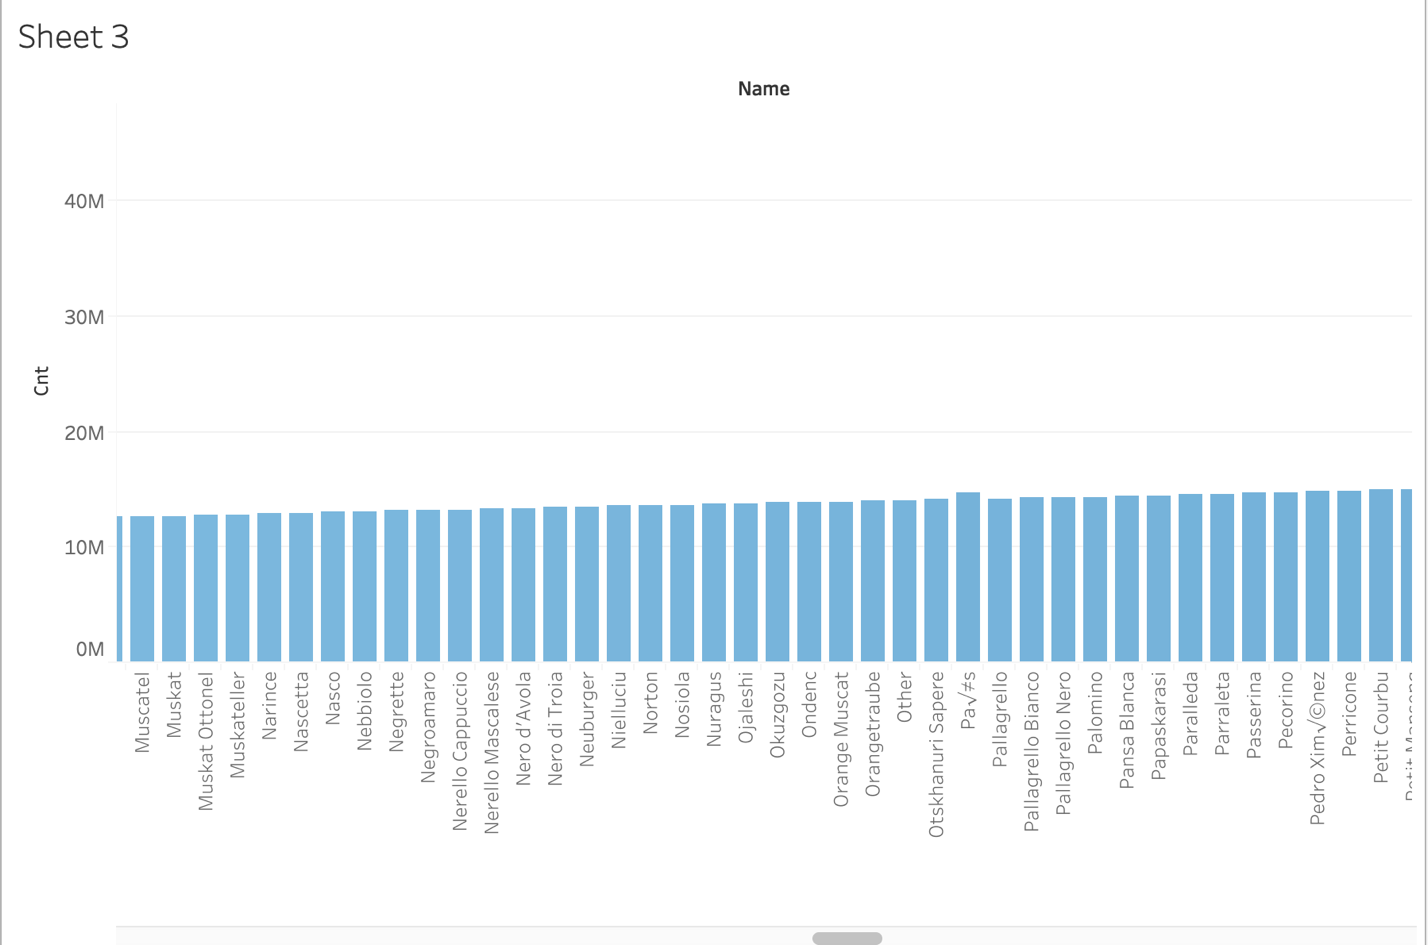 Sheet 3
Name
40M
30M
20M
10M
0M
Cnt
Muscatel
Muskat
Muskat Ottonel
Muskateller
Narince
Nascetta
Nasco
Nebbiolo
Negrette
Negroamaro
Nerello Cappuccio
Nerello Mascalese
Nero d'Avola
Nero di Troia
Neuburger
Nielluciu
Norton
Nosiola
Nuragus
Ojaleshi
Okuzgozu
Ondenc
Orange Muscat
Orangetraube
Other
Otskhanuri Sapere
Pa√≠s
Pallagrello
Pallagrello Bianco
Pallagrello Nero
Palomino
Pansa Blanca
Papaskarasi
Paralleda
Parraleta
Passerina
Pecorino
Pedro Xim√©nez
Perricone
Petit Courbu